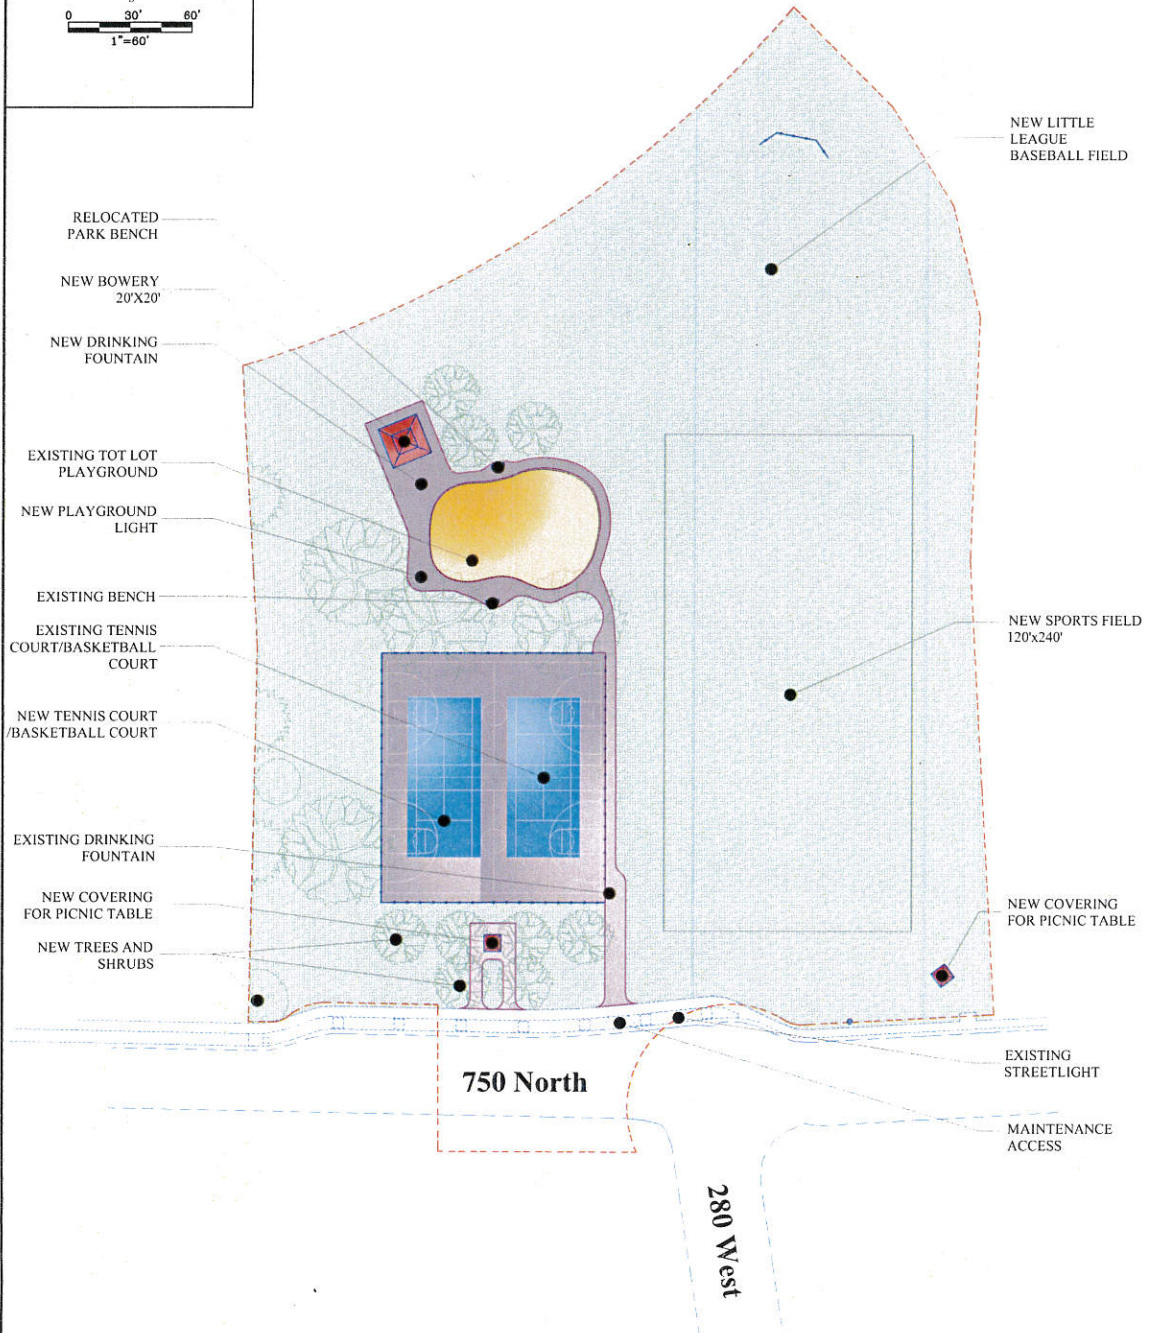 0 30' 60'
1"=60'
NEW LITTLE
LEAGUE
BASEBALL FIELD
RELOCATED
PARK BENCH
NEW BOWERY
20'X20'
NEW DRINKING
FOUNTAIN
EXISTING TOT LOT
PLAYGROUND
NEW PLAYGROUND
LIGHT
EXISTING BENCH
EXISTING TENNIS
COURT/BASKETBALL
COURT
NEW TENNIS COURT
/BASKETBALL COURT
EXISTING DRINKING
FOUNTAIN
NEW COVERING
FOR PICNIC TABLE
NEW TREES AND
SHRUBS
NEW SPORTS FIELD
120'x240'
NEW COVERING
FOR PICNIC TABLE
EXISTING
STREETLIGHT
MAINTENANCE
ACCESS
750 North
280 West